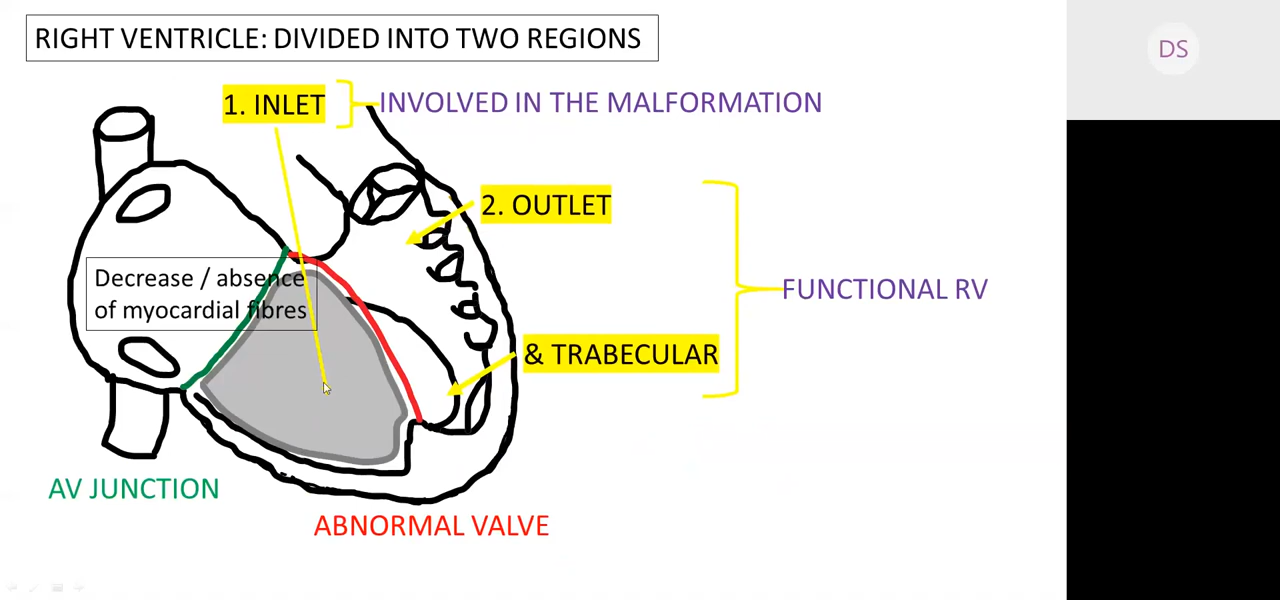 RIGHT VENTRICLE: DIVIDED INTO TWO REGIONS
DS
1. INLET
INVOLVED IN THE MALFORMATION
2. OUTLET
Decrease / absence
of myocardial fibres
FUNCTIONAL RV
& TRABECULAR
AV JUNCTION
ABNORMAL VALVE